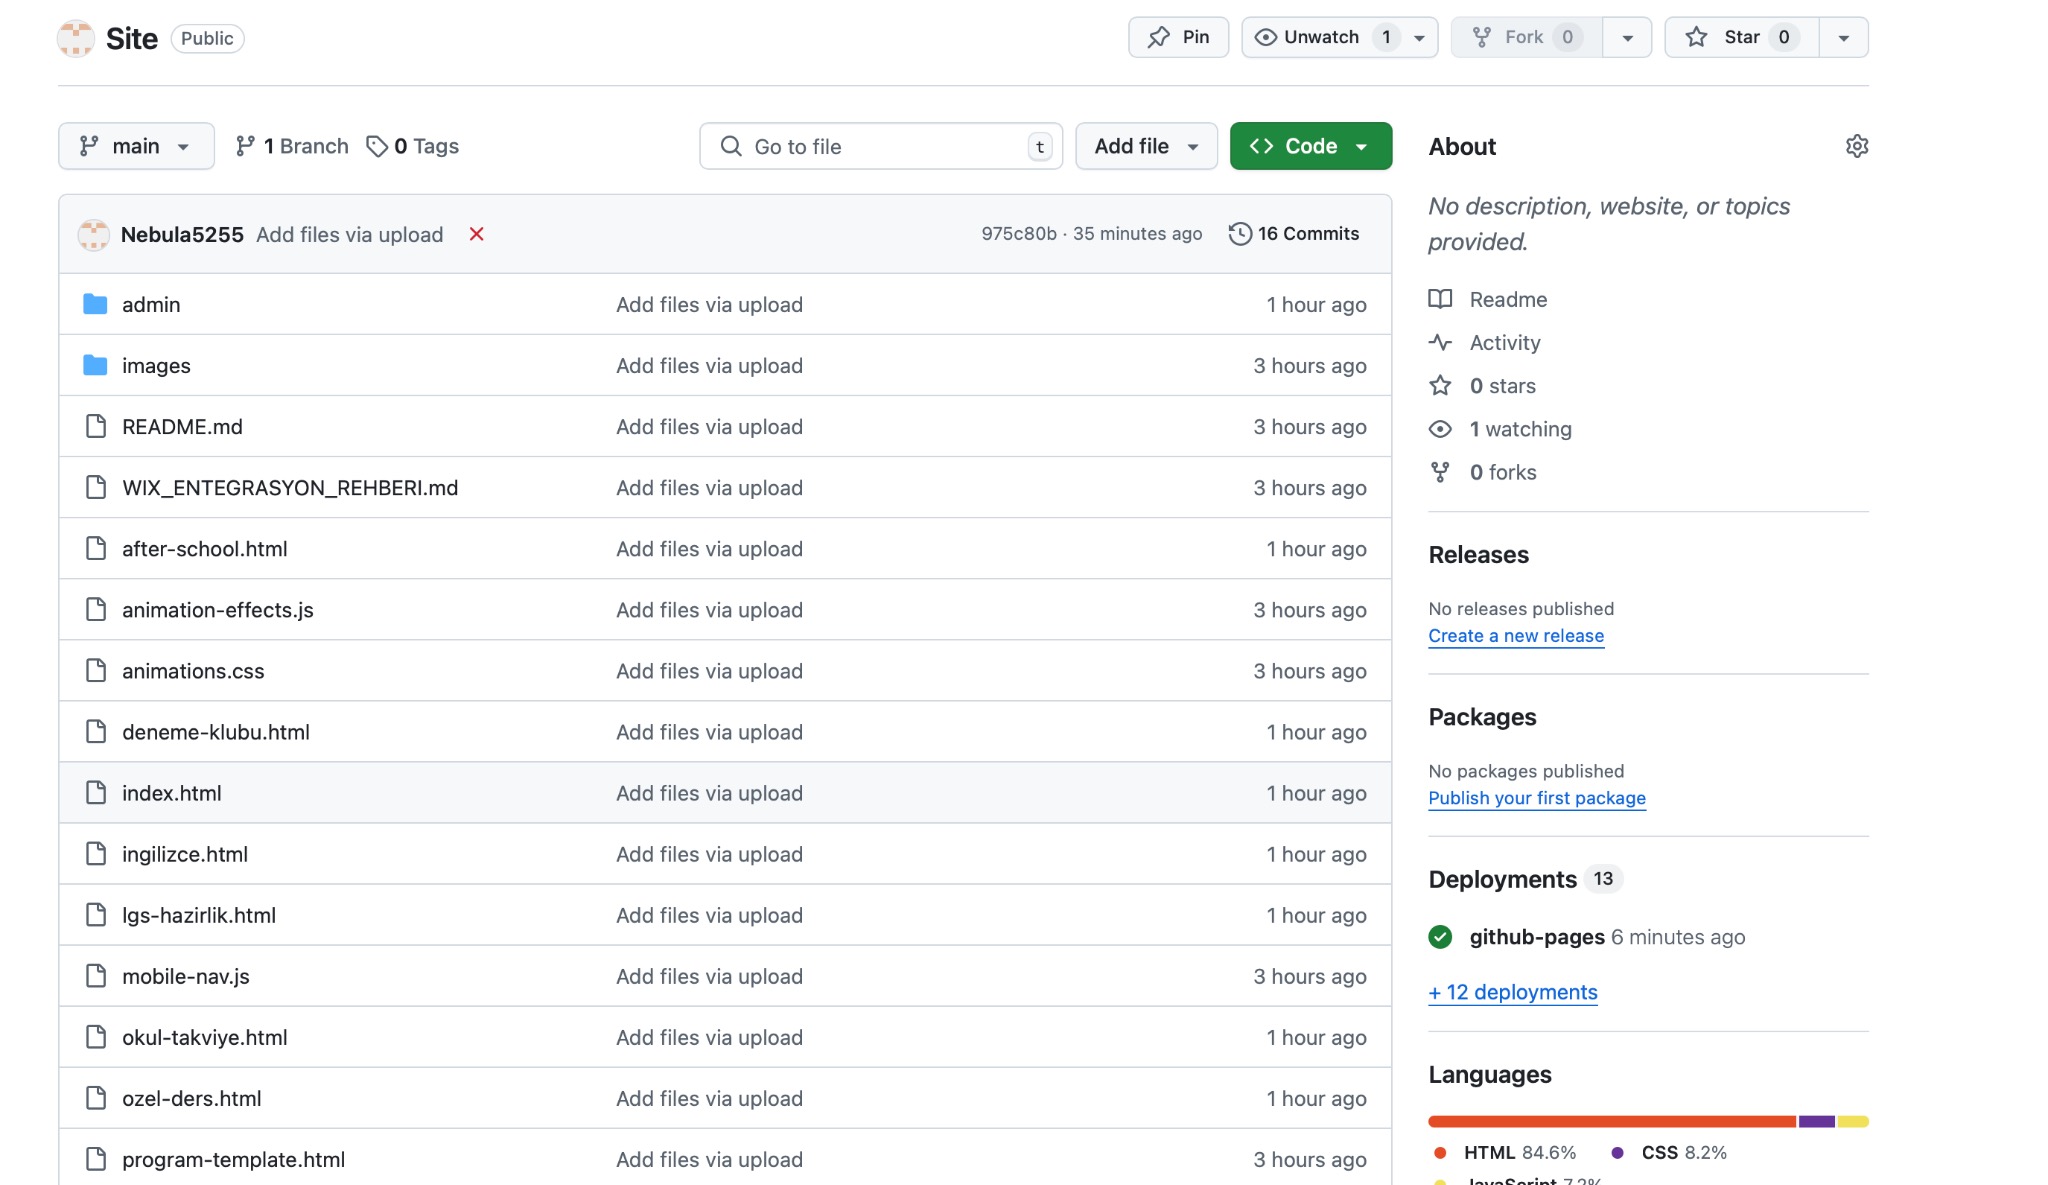 Site Public Pin Unwatch 1 Fork 0 Star 0
main 1 Branch 0 Tags Go to file t Add file Code
Nebula5255 Add files via upload 975c80b · 35 minutes ago 16 Commits
admin Add files via upload 1 hour ago
images Add files via upload 3 hours ago
README.md Add files via upload 3 hours ago
WIX_ENTEGRASYON_REHBERI.md Add files via upload 3 hours ago
after-school.html Add files via upload 1 hour ago
animation-effects.js Add files via upload 3 hours ago
animations.css Add files via upload 3 hours ago
deneme-klubu.html Add files via upload 1 hour ago
index.html Add files via upload 1 hour ago
ingilizce.html Add files via upload 1 hour ago
lgs-hazirlik.html Add files via upload 1 hour ago
mobile-nav.js Add files via upload 3 hours ago
okul-takviye.html Add files via upload 1 hour ago
ozel-ders.html Add files via upload 1 hour ago
program-template.html Add files via upload 3 hours ago
About
No description, website, or topics
provided.
Readme
Activity
0 stars
1 watching
0 forks
Releases
No releases published
Create a new release
Packages
No packages published
Publish your first package
Deployments 13
github-pages 6 minutes ago
+ 12 deployments
Languages
HTML 84.6% CSS 8.2%
JavaScript 7.2%